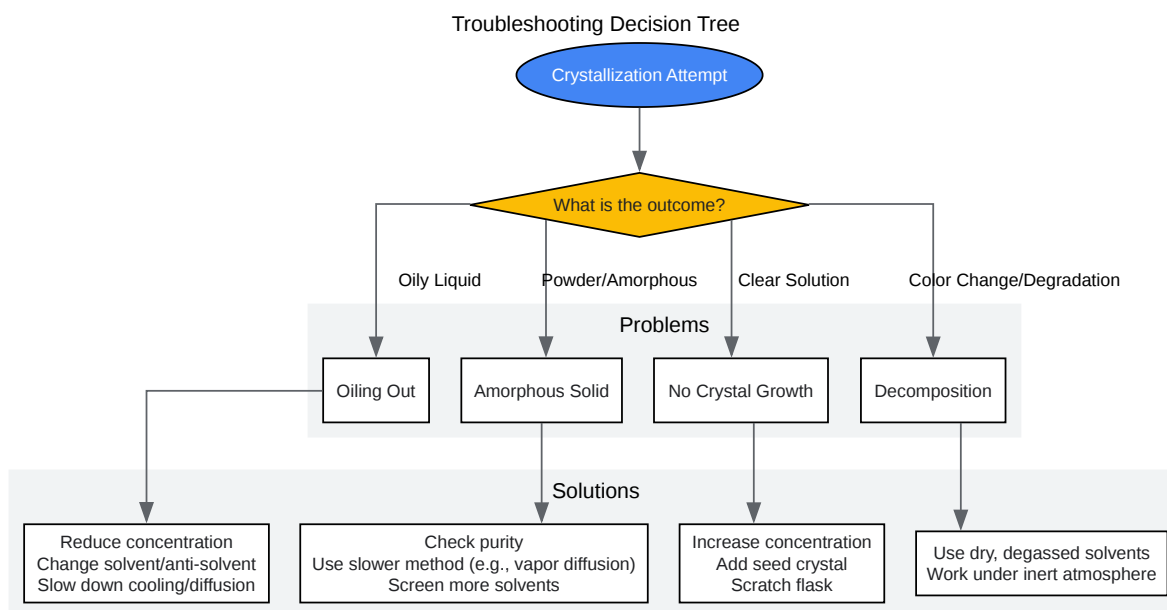 Troubleshooting Decision Tree
Crystallization Attempt
What is the outcome?
Oily Liquid
Powder/Amorphous
Clear Solution
Color Change/Degradation
Problems
Oiling Out
Amorphous Solid
No Crystal Growth
Decomposition
Solutions
Reduce concentration
Change solvent/anti-solvent
Slow down cooling/diffusion
Check purity
Use slower method (e.g., vapor diffusion)
Screen more solvents
Increase concentration
Add seed crystal
Scratch flask
Use dry, degassed solvents
Work under inert atmosphere